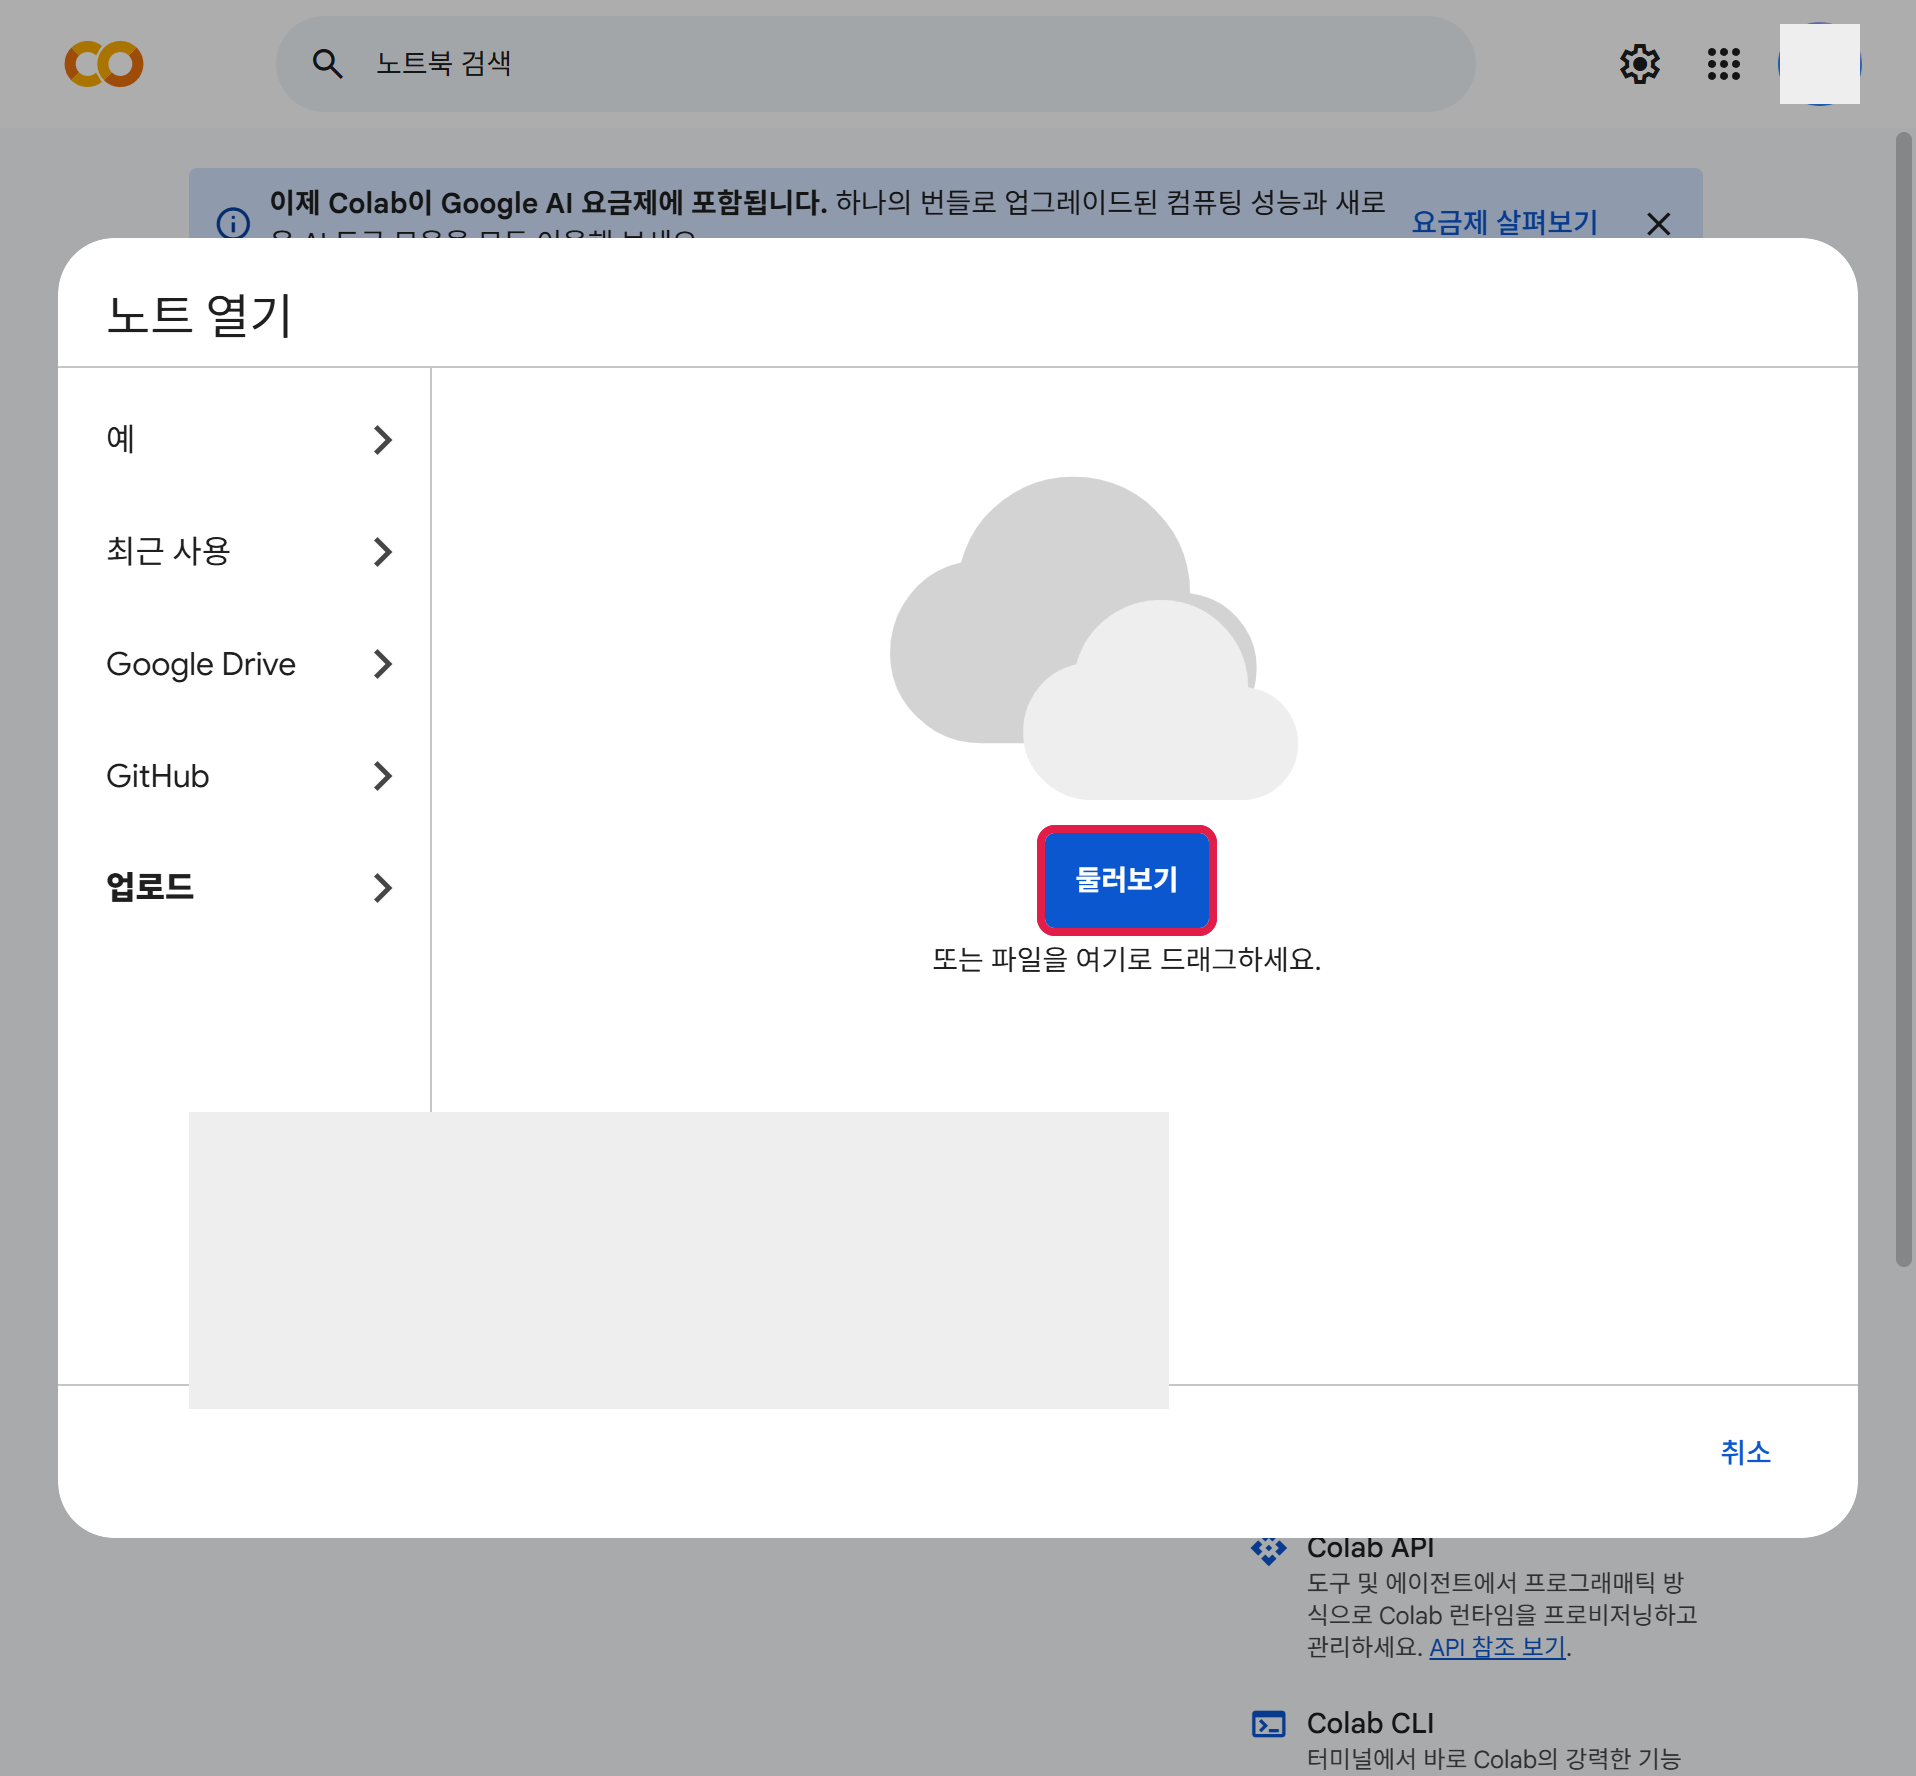 노트북 검색
이제 Colab이 Google AI 요금제에 포함됩니다. 하나의 번들로 업그레이드된 컴퓨팅 성능과 새로
요금제 살펴보기
노트 열기
예
최근 사용
Google Drive
GitHub
업로드
둘러보기
또는 파일을 여기로 드래그하세요.
취소
Colab API
도구 및 에이전트에서 프로그래매틱 방
식으로 Colab 런타임을 프로비저닝하고
관리하세요. API 참조 보기.
Colab CLI
터미널에서 바로 Colab의 강력한 기능